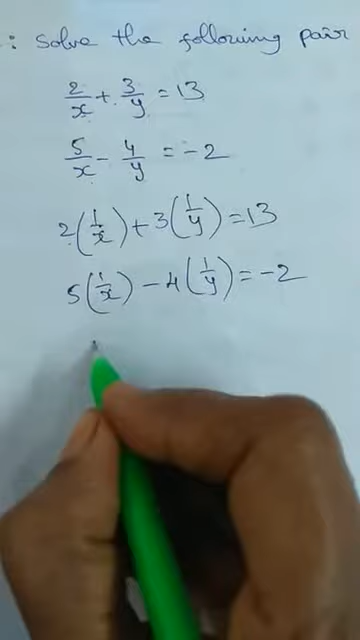 : Solve the following pair
2/x + 3/y = 13
5/x - 4/y = -2
2(1/x) + 3(1/y) = 13
5(1/x) - 4(1/y) = -2